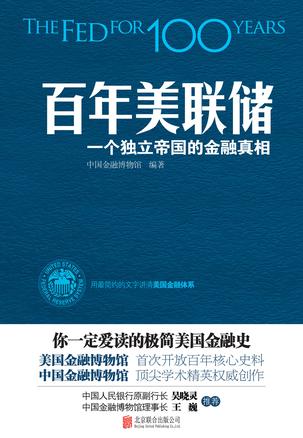 THE FED FOR 100 YEARS
百年美联储
一个独立帝国的金融真相
中国金融博物馆 编著
用最简约的文字讲清美国金融体系
你一定爱读的极简美国金融史
美国金融博物馆 首次开放百年核心史料
中国金融博物馆 顶尖学术精英权威创作
中国人民银行原副行长 吴晓灵
中国金融博物馆理事长 王巍
推荐
北京联合出版公司